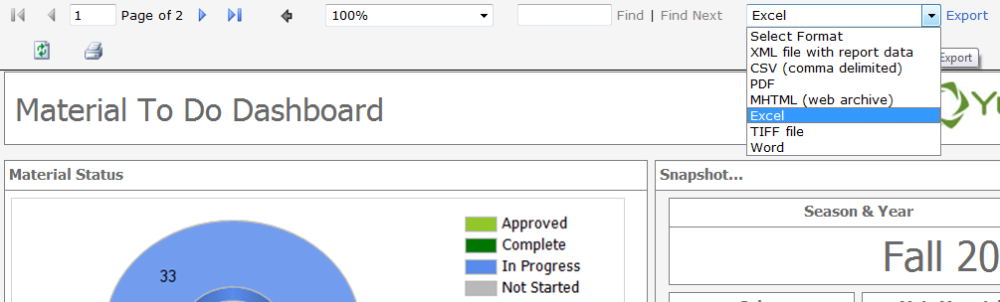 1 Page of 2 100% Find | Find Next Excel Export
Select Format
XML file with report data
CSV (comma delimited)
Export
PDF
MHTML (web archive)
Material To Do Dashboard
Excel
TIFF file
Word
Material Status
Snapshot...
Season & Year
Approved
Complete
Fall 20
In Progress
33
Not Started